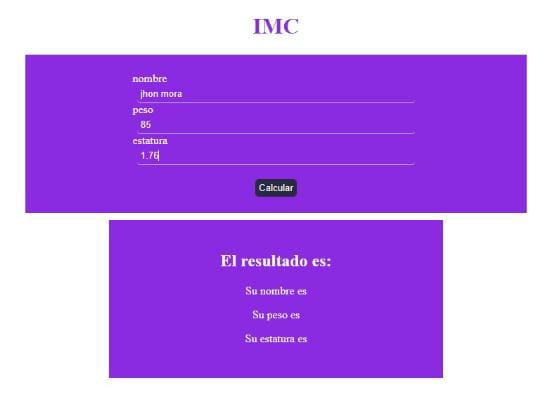 IMC
nombre
jhon mora
peso
85
estatura
1.76
Calcular
El resultado es:
Su nombre es
Su peso es
Su estatura es